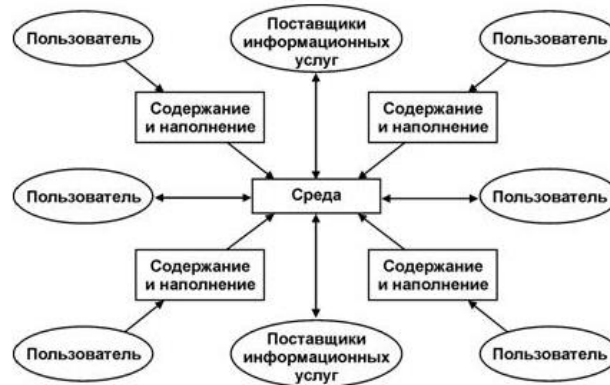 Пользователь
Поставщики
информационных
услуг
Пользователь
Содержание
и наполнение
Содержание
и наполнение
Пользователь
Среда
Пользователь
Содержание
и наполнение
Содержание
и наполнение
Пользователь
Поставщики
информационных
услуг
Пользователь